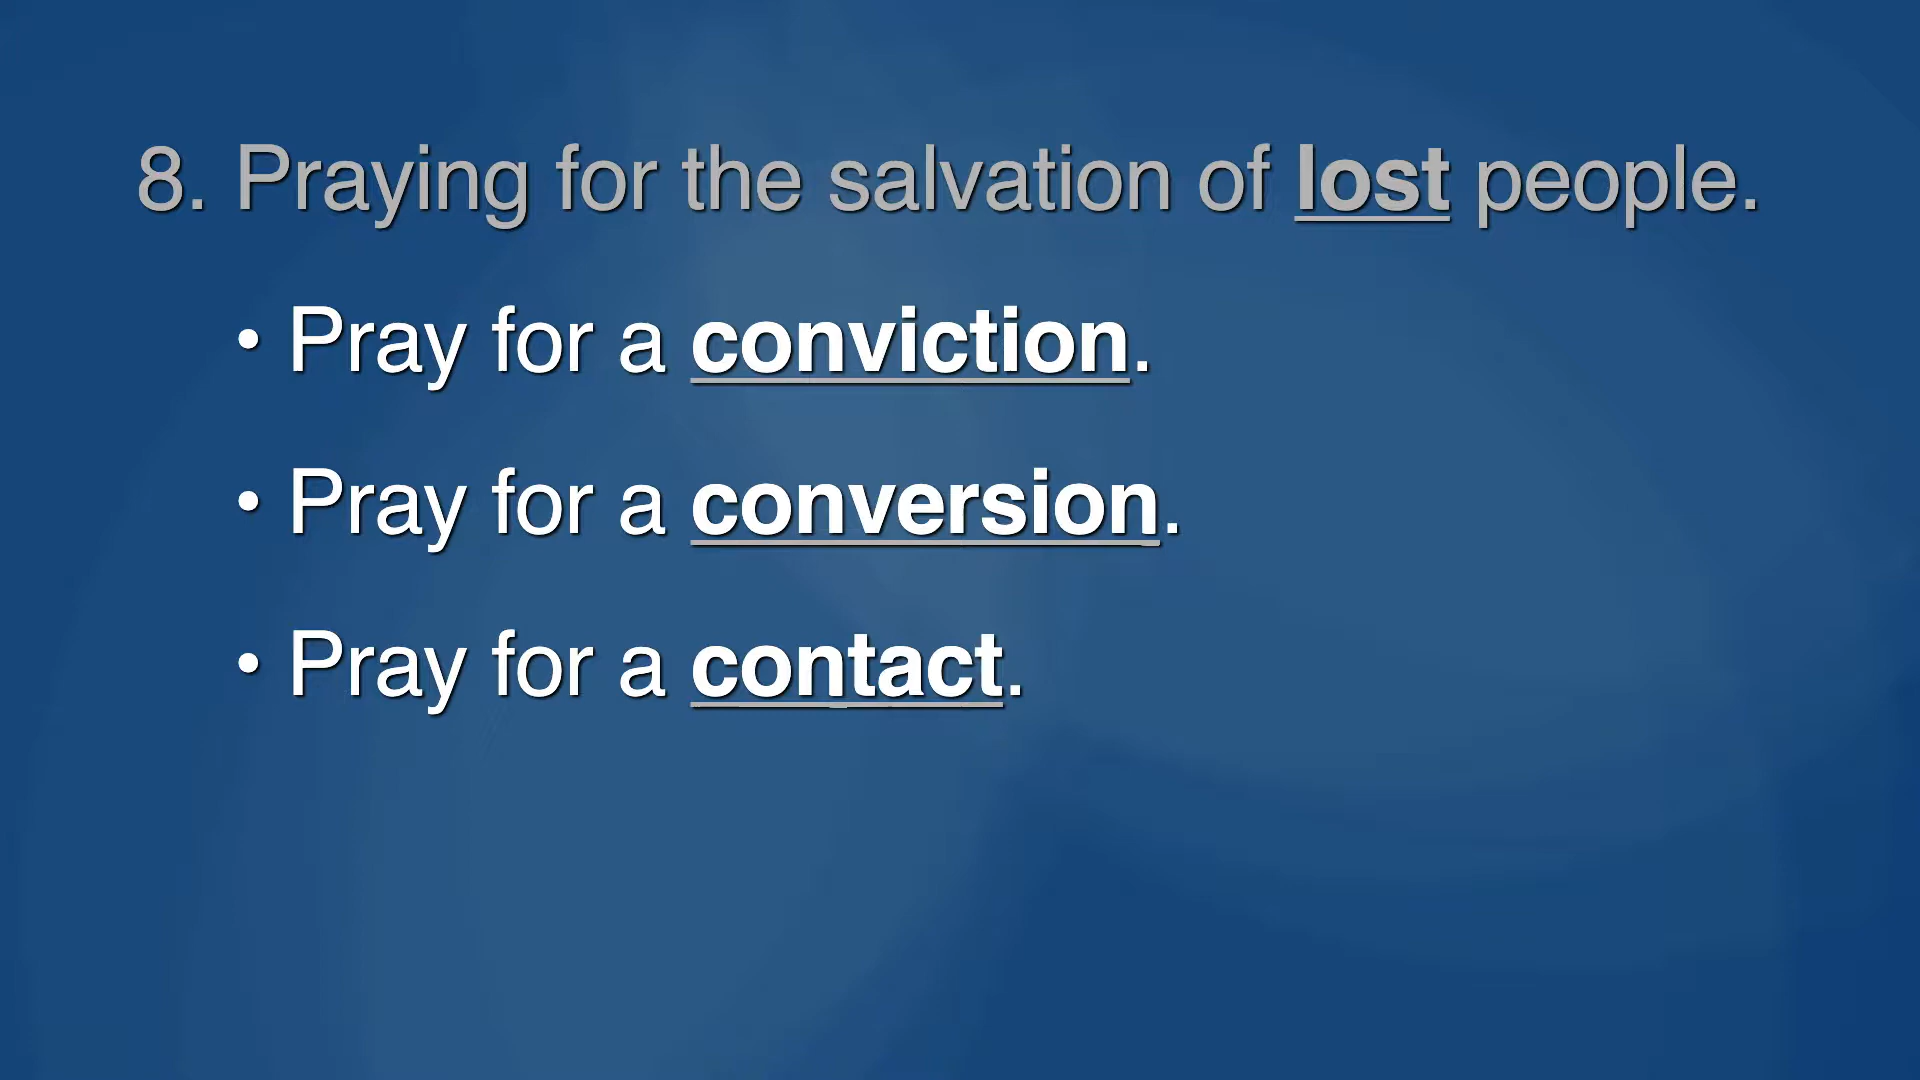 8. Praying for the salvation of lost people.
• Pray for a conviction.
• Pray for a conversion.
• Pray for a contact.